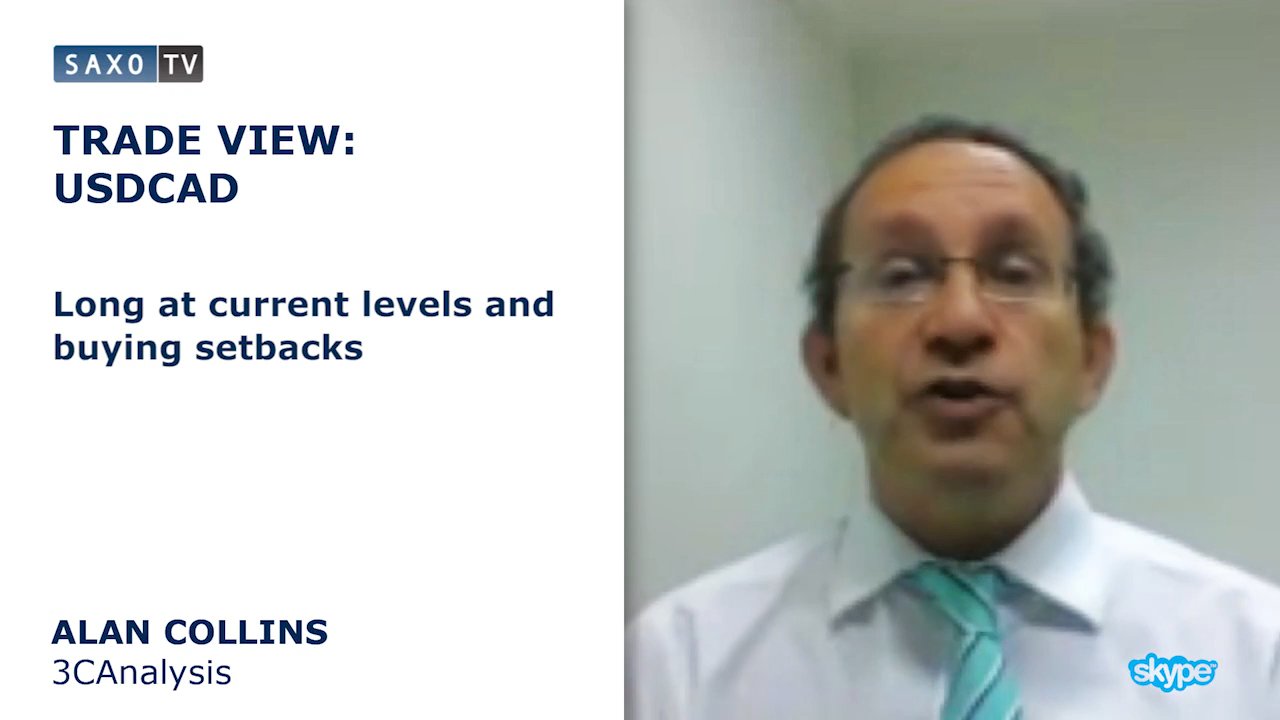 SAXO TV
TRADE VIEW:
USDCAD
Long at current levels and
buying setbacks
ALAN COLLINS
3CAnalysis
skype